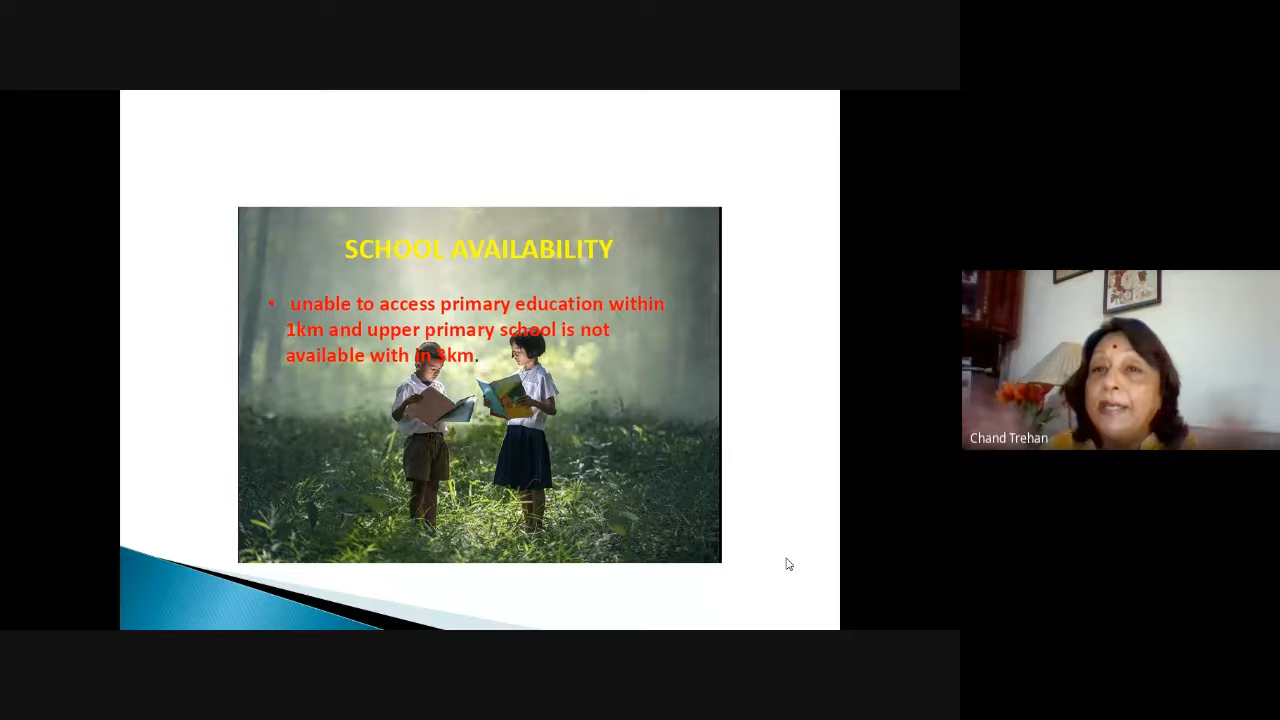 SCHOOL AVAILABILITY
• unable to access primary education within
1km and upper primary school is not
available with in 3km.
Chand Trehan